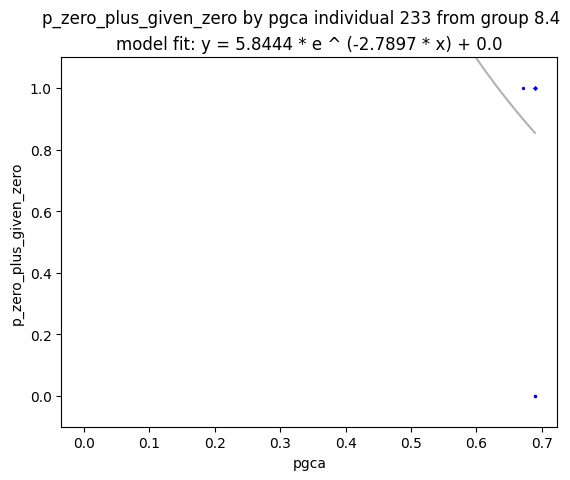 p_zero_plus_given_zero by pgca individual 233 from group 8.4
model fit: y = 5.8444 * e ^ (-2.7897 * x) + 0.0
p_zero_plus_given_zero
1.0
0.8
0.6
0.4
0.2
0.0
0.0 0.1 0.2 0.3 0.4 0.5 0.6 0.7
pgca